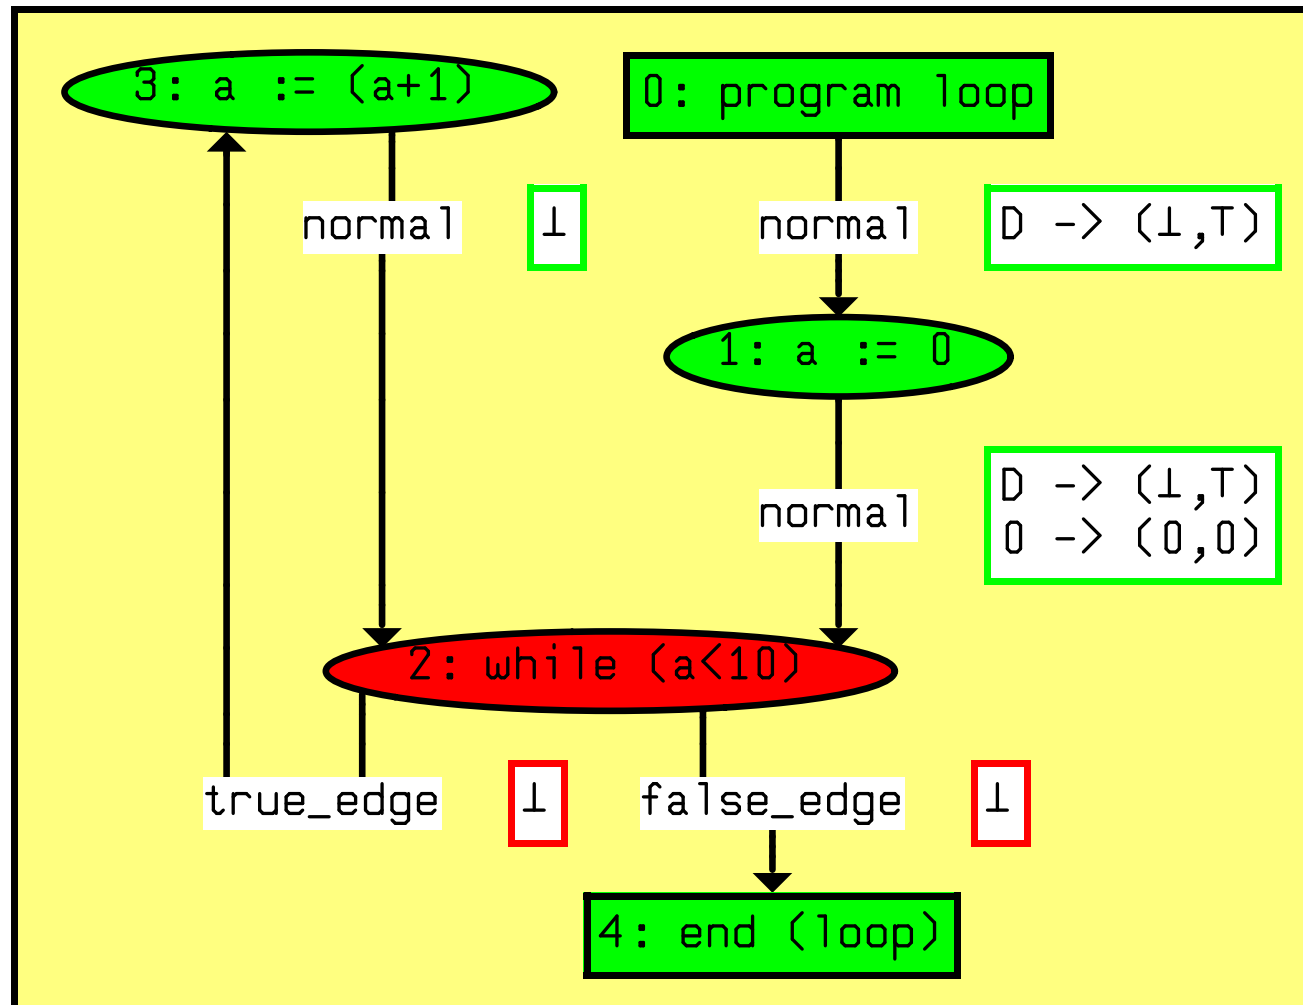 3: a := (a+1)
0: program loop
normal
⊥
normal
D -> (⊥,T)
1: a := 0
normal
D -> (⊥,T)
0 -> (0,0)
2: while (a<10)
true_edge
⊥
false_edge
⊥
4: end (loop)